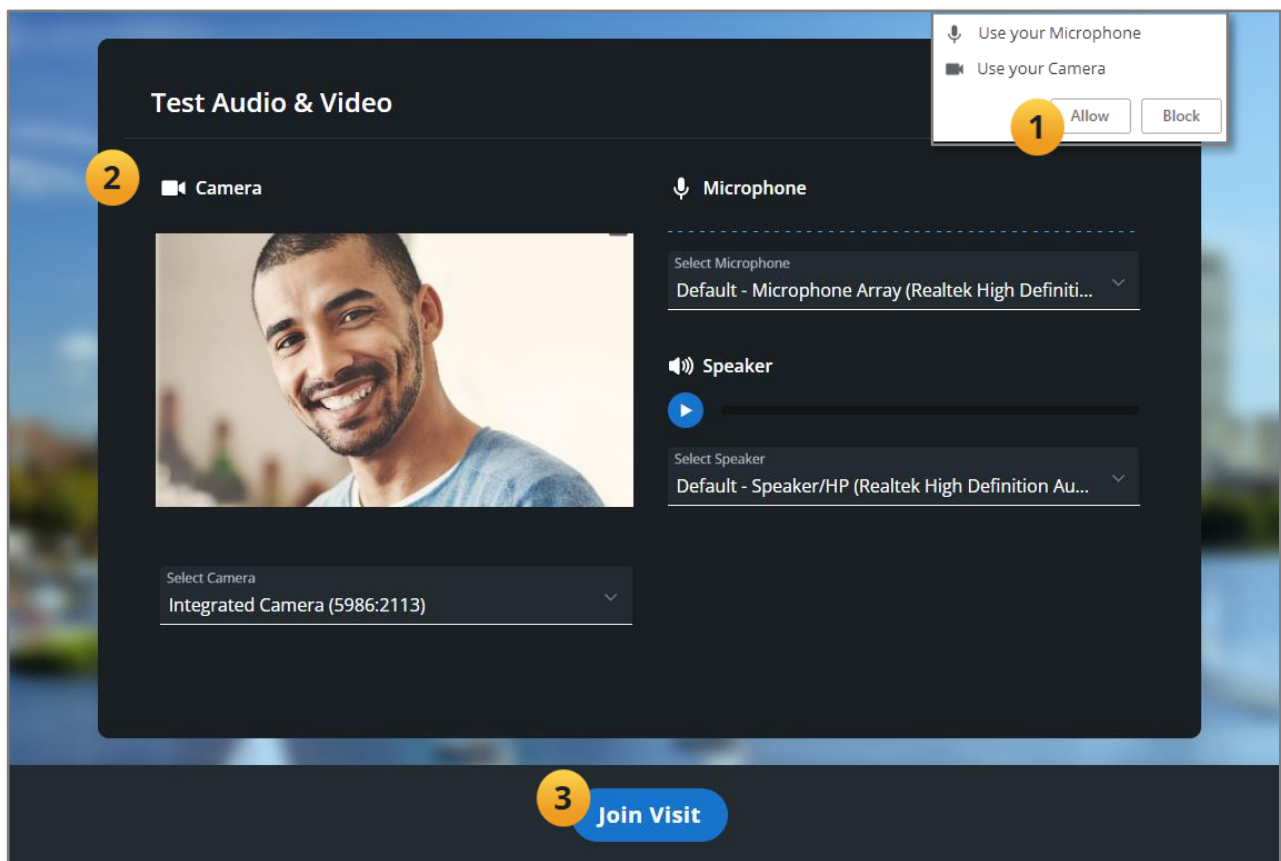 Use your Microphone
Use your Camera
1
Allow
Block
Test Audio & Video
2
Camera
Microphone
Select Microphone
Default - Microphone Array (Realtek High Definiti...
Speaker
Select Speaker
Default - Speaker/HP (Realtek High Definition Au...
Select Camera
Integrated Camera (5986:2113)
3
Join Visit